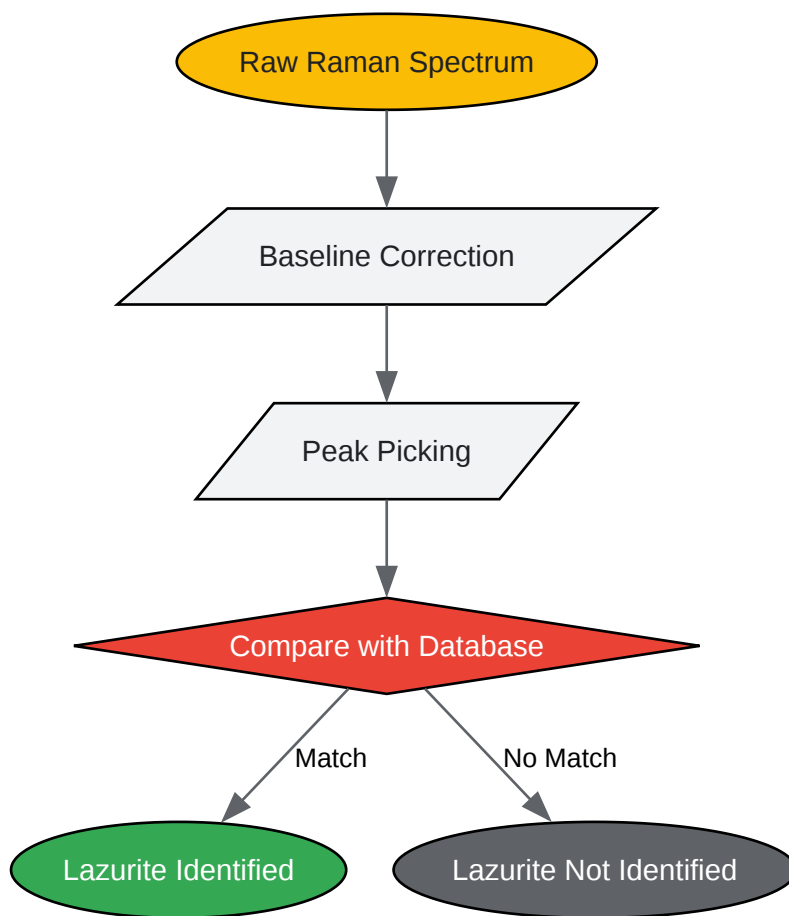 Raw Raman Spectrum
Baseline Correction
Peak Picking
Compare with Database
Match
No Match
Lazurite Identified
Lazurite Not Identified